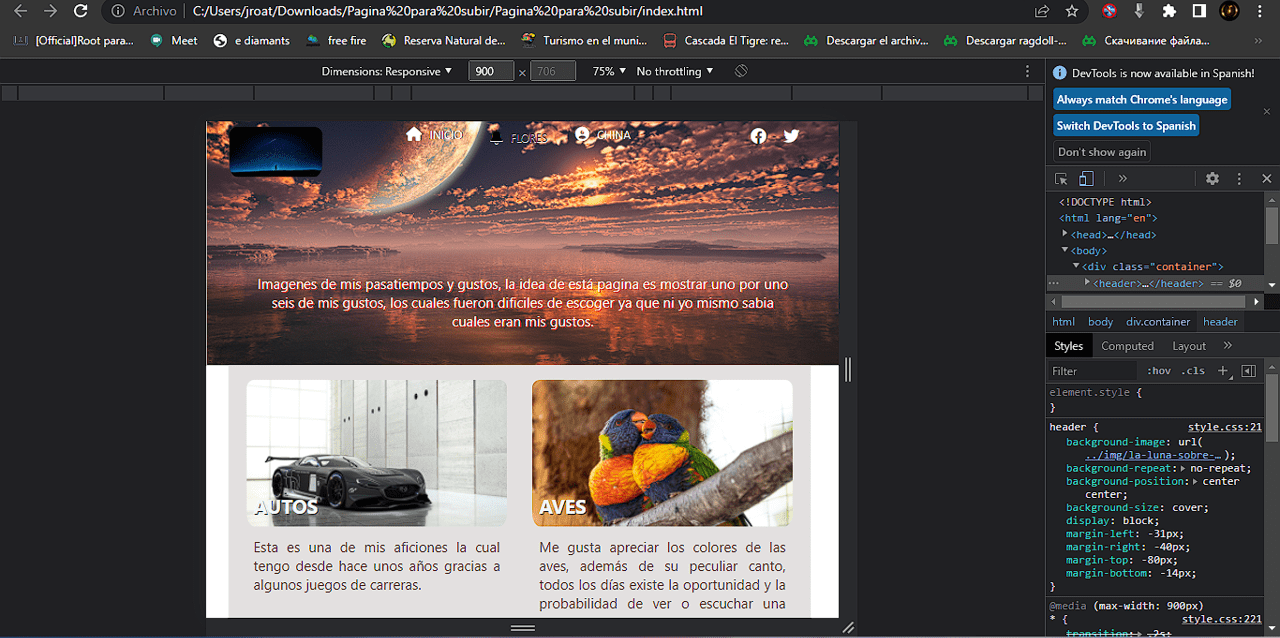 Archivo C:/Users/jroat/Downloads/Pagina%20para%20subir/Pagina%20para%20subir/index.html
[Official]Root para... Meet e diamants free fire Reserva Natural de... Turismo en el muni... Cascada El Tigre: re... Descargar el archiv... Descargar ragdoll-... Скачивание файла... »
Dimensions: Responsive ▼ 900 × 706 75% ▼ No throttling ▼
INICIO FLORES CHINA
Imagenes de mis pasatiempos y gustos, la idea de está pagina es mostrar uno por uno
seis de mis gustos, los cuales fueron dificiles de escoger ya que ni yo mismo sabia
cuales eran mis gustos.
AUTOS
Esta es una de mis aficiones la cual
tengo desde hace unos años gracias a
algunos juegos de carreras.
AVES
Me gusta apreciar los colores de las
aves, además de su peculiar canto,
todos los días existe la oportunidad y la
probabilidad de ver o escuchar una
DevTools is now available in Spanish!
Always match Chrome's language
Switch DevTools to Spanish
Don't show again
»
<!DOCTYPE html>
<html lang="en">
<head>…</head>
<body>
<div class="container">
<header>…</header> == $0
html body div.container header
Styles Computed Layout »
Filter :hov .cls +
element.style {
}
header { style.css:21
background-image: url(
../img/la-luna-sobre-… );
background-repeat: no-repeat;
background-position: center
center;
background-size: cover;
display: block;
margin-left: -31px;
margin-right: -40px;
margin-top: -80px;
margin-bottom: -14px;
}
@media (max-width: 900px)
* { style.css:221
transition: .2s;